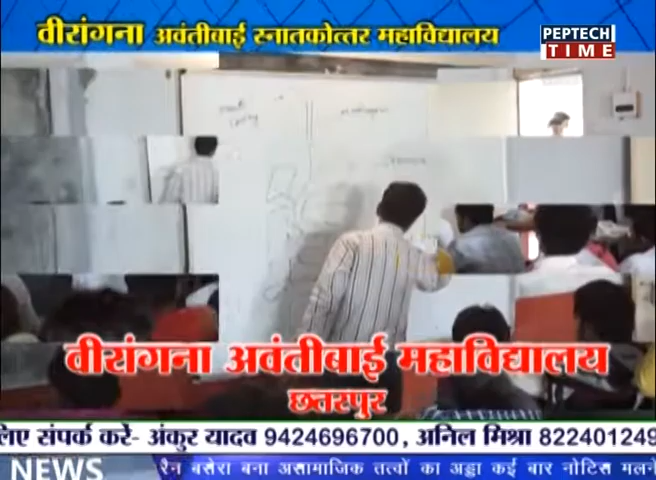 वीरांगना अवंतीबाई स्नातकोत्तर महाविद्यालय
PEPTECH
TIME
वीरांगना अवंतीबाई महाविद्यालय
छतरपुर
लिए संपर्क करे- अंकुर यादव 9424696700, अनिल मिश्रा 822401249
NEWS
रैन बसेरा बना असामाजिक तत्वों का अड्डा कई बार नोटिस मलने